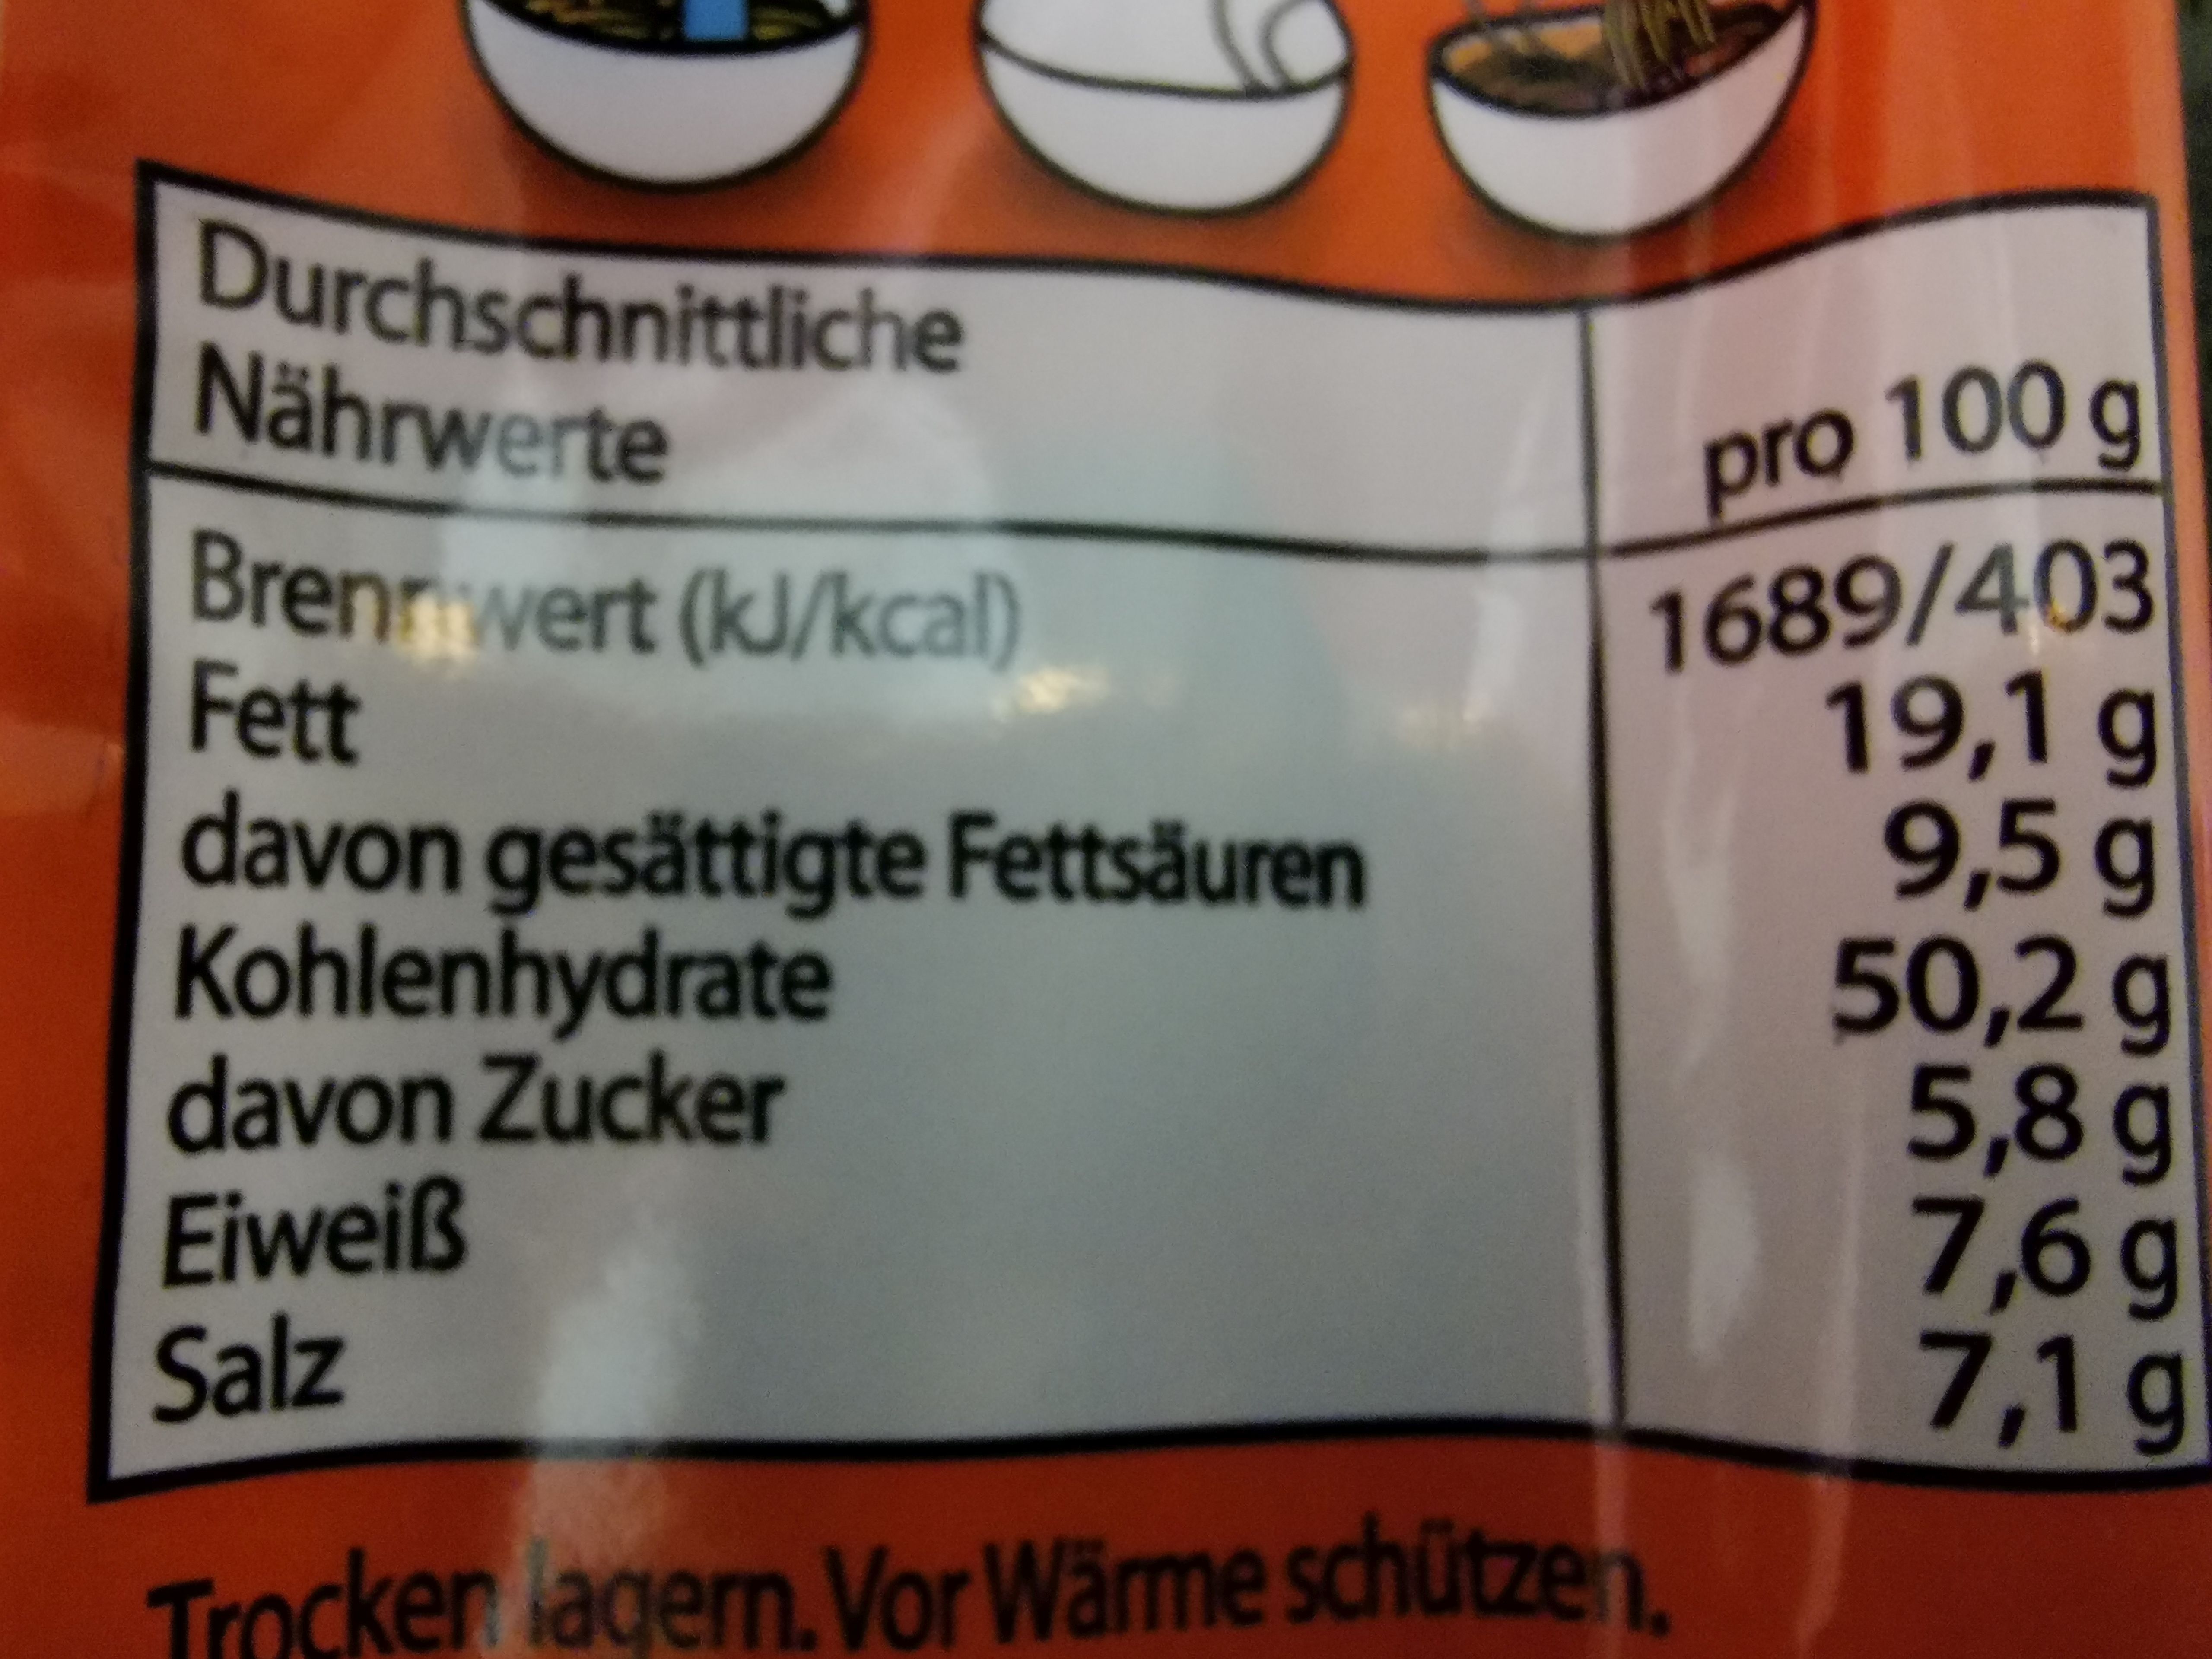 Durchschnittliche
Nährwerte pro 100 g
Brennwert (kJ/kcal) 1689/403
Fett 19,1 g
davon gesättigte Fettsäuren 9,5 g
Kohlenhydrate 50,2 g
davon Zucker 5,8 g
Eiweiß 7,6 g
Salz 7,1 g
Trocken lagern. Vor Wärme schützen.